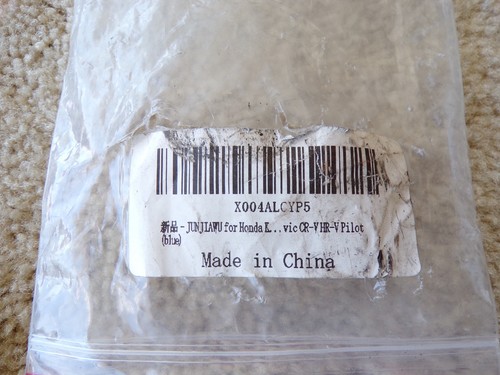 X004ALCYP5
新品 - JUNJIAWU for Honda K...vic CR-V HR-V Pilot
(blue)
Made in China